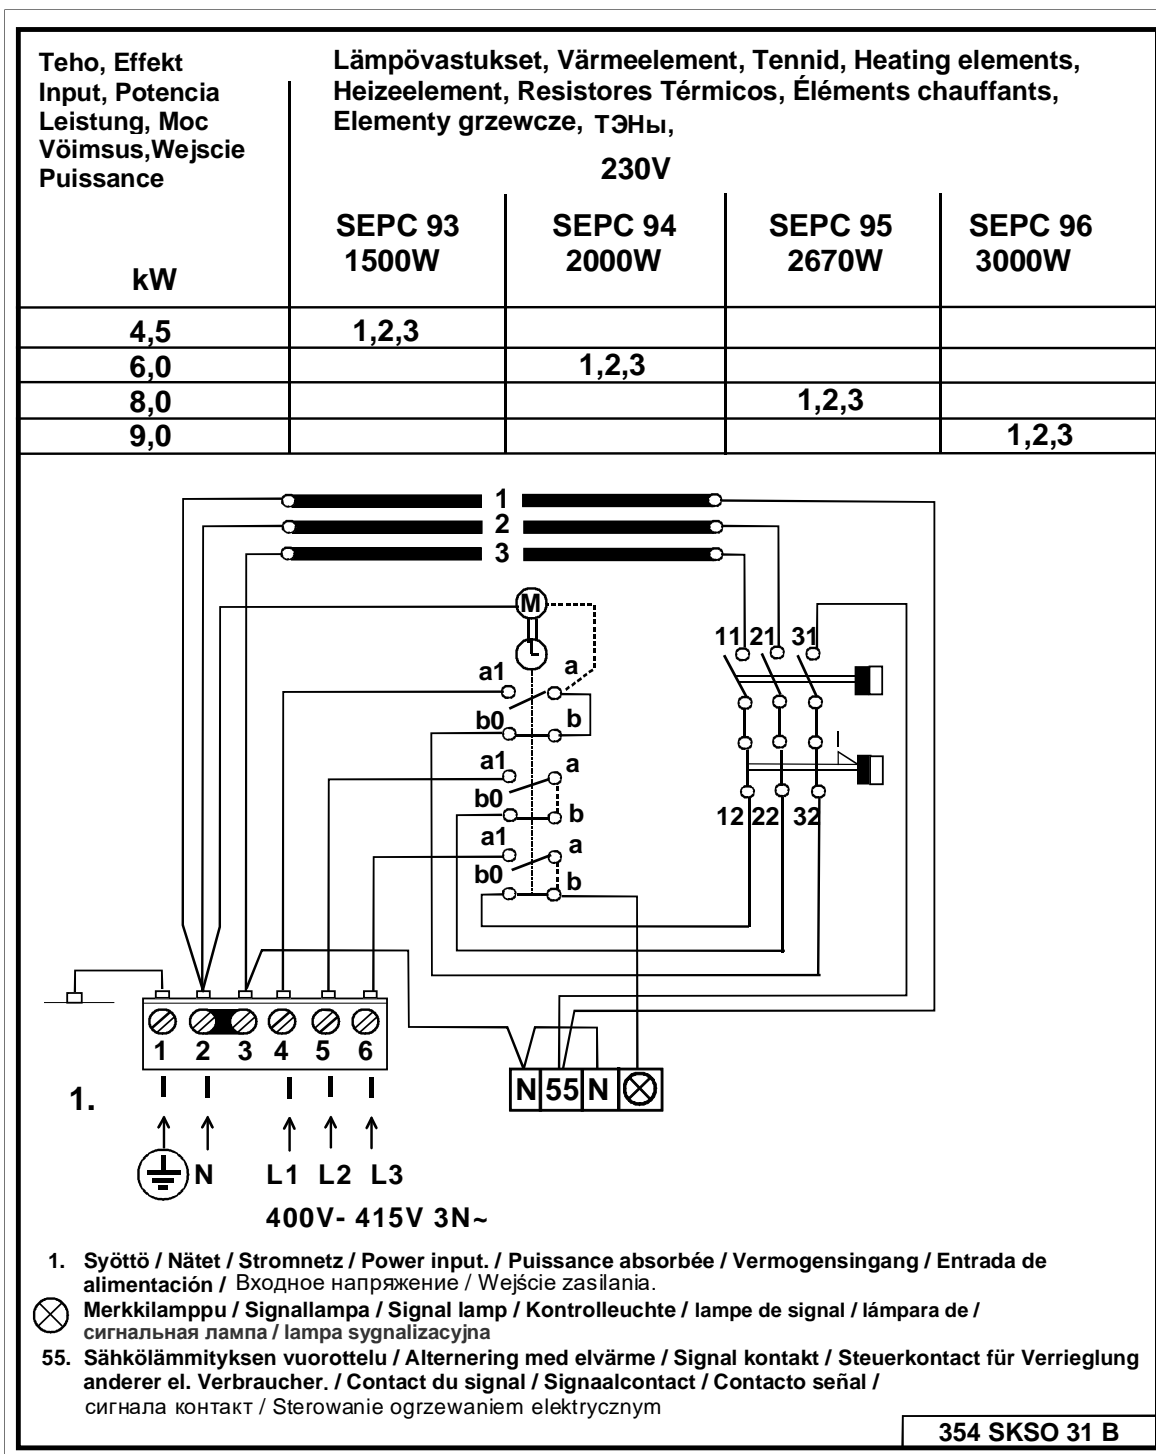 Teho, Effekt
Input, Potencia
Leistung, Moc
Vöimsus,Wejscie
Puissance
kW
Lämpövastukset, Värmeelement, Tennid, Heating elements,
Heizeelement, Resistores Térmicos, Éléments chauffants,
Elementy grzewcze, ТЭНы,
230V
SEPC 93 SEPC 94 SEPC 95 SEPC 96
1500W 2000W 2670W 3000W
4,5 1,2,3
6,0 1,2,3
8,0 1,2,3
9,0 1,2,3
1
2
3
M
11 21 31
a1 a
b0 b
a1 a
b0 b
a1 a
b0 b
12 22 32
1 2 3 4 5 6
N 55 N
1.
N L1 L2 L3
400V- 415V 3N~
1. Syöttö / Nätet / Stromnetz / Power input. / Puissance absorbée / Vermogensingang / Entrada de
alimentación / Входное напряжение / Wejście zasilania.
Merkkilamppu / Signallampa / Signal lamp / Kontrolleuchte / lampe de signal / lámpara de /
сигнальная лампа / lampa sygnalizacyjna
55. Sähkölämmityksen vuorottelu / Alternering med elvärme / Signal kontakt / Steuerkontact für Verrieglung
anderer el. Verbraucher. / Contact du signal / Signaalcontact / Contacto señal /
сигнала контакт / Sterowanie ogrzewaniem elektrycznym
354 SKSO 31 B